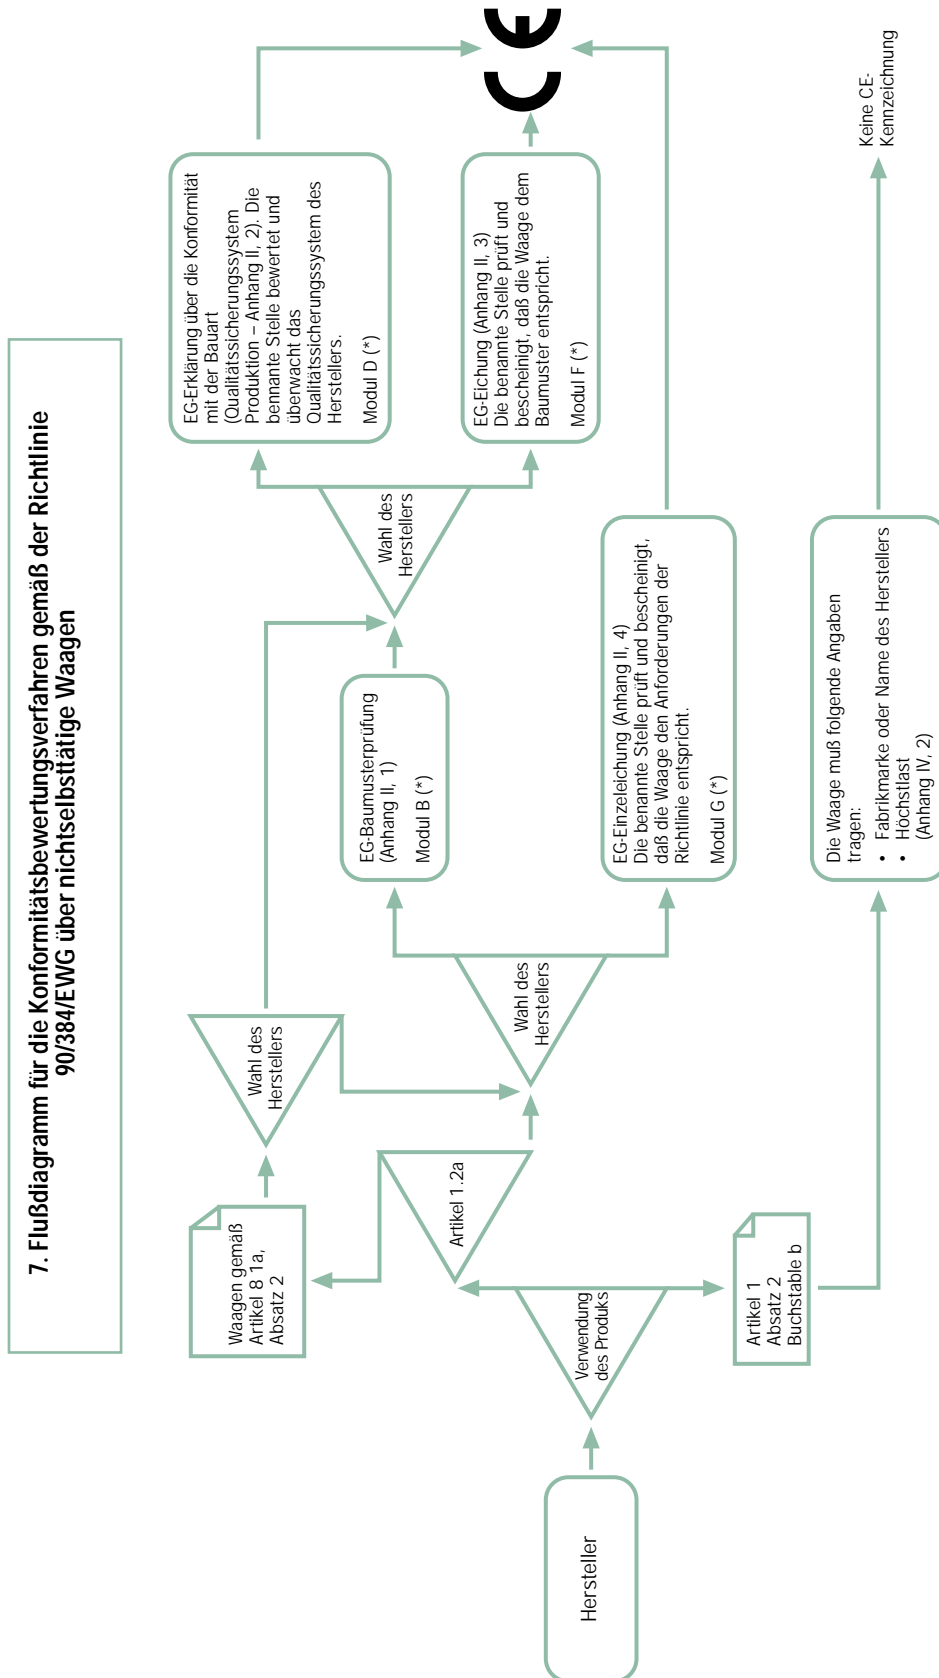 7. Flußdiagramm für die Konformitätsbewertungsverfahren gemäß der Richtlinie
90/384/EWG über nichtselbsttätige Waagen
Hersteller
Verwendung
des Produks
Artikel 1
Absatz 2
Buchstable b
Waagen gemäß
Artikel 8 1a,
Absatz 2
Artikel 1.2a
Wahl des
Herstellers
Wahl des
Herstellers
EG-Baumusterprüfung
(Anhang II, 1)
Modul B (*)
EG-Einzeleichung (Anhang II, 4)
Die benannte Stelle prüft und bescheinigt,
daß die Waage den Anforderungen der
Richtlinie entspricht.
Modul G (*)
Die Waage muß folgende Angaben
tragen:
• Fabrikmarke oder Name des Herstellers
• Höchstlast
(Anhang IV, 2)
Wahl des
Herstellers
EG-Erklärung über die Konformität
mit der Bauart
(Qualitätssicherungssystem
Produktion – Anhang II, 2). Die
bennante Stelle bewertet und
überwacht das
Qualitätssicherungssystem des
Herstellers.
Modul D (*)
EG-Eichung (Anhang II, 3)
Die benannte Stelle prüft und
bescheinigt, daß die Waage dem
Baumuster entspricht.
Modul F (*)
CE
Keine CE-
Kennzeichnung